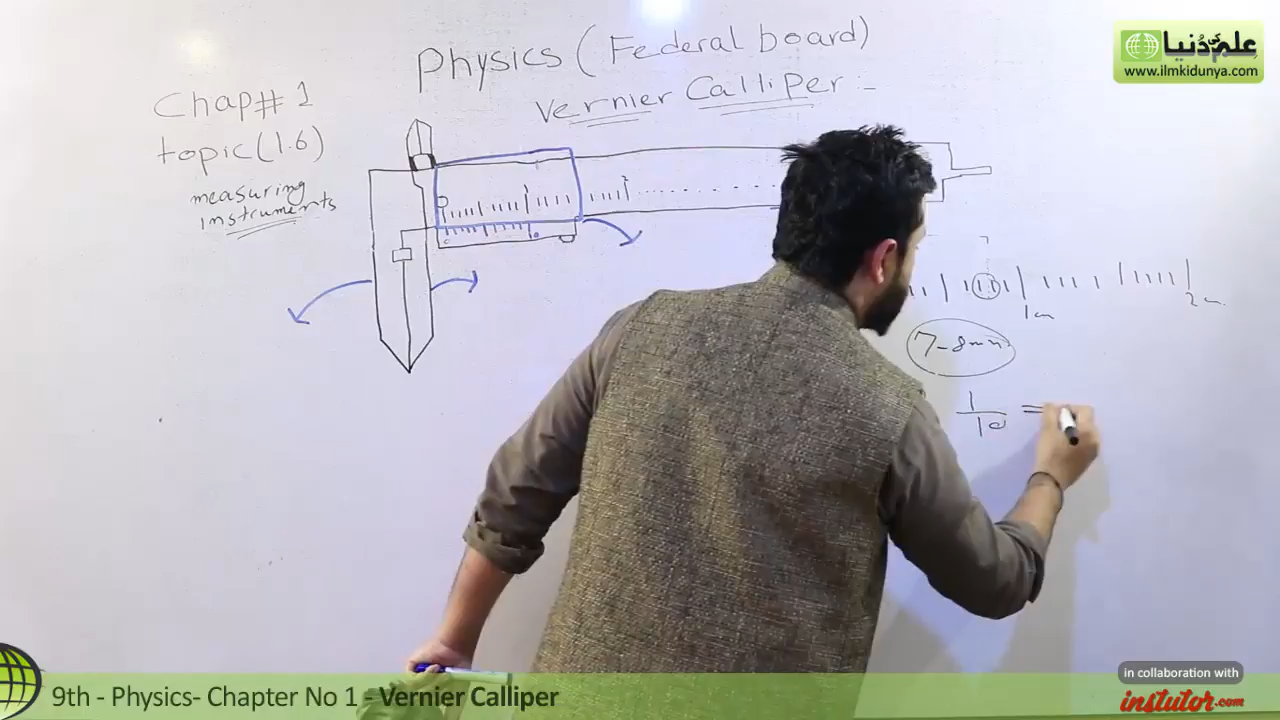 Physics (Federal board)
Vernier Calliper :-
Chap# 1
topic (1.6)
measuring
instruments
1cm
2cm
7-8mm
1
10 =
علم کی دُنیا
www.ilmkidunya.com
9th - Physics- Chapter No 1 - Vernier Calliper
in collaboration with
instutor.com